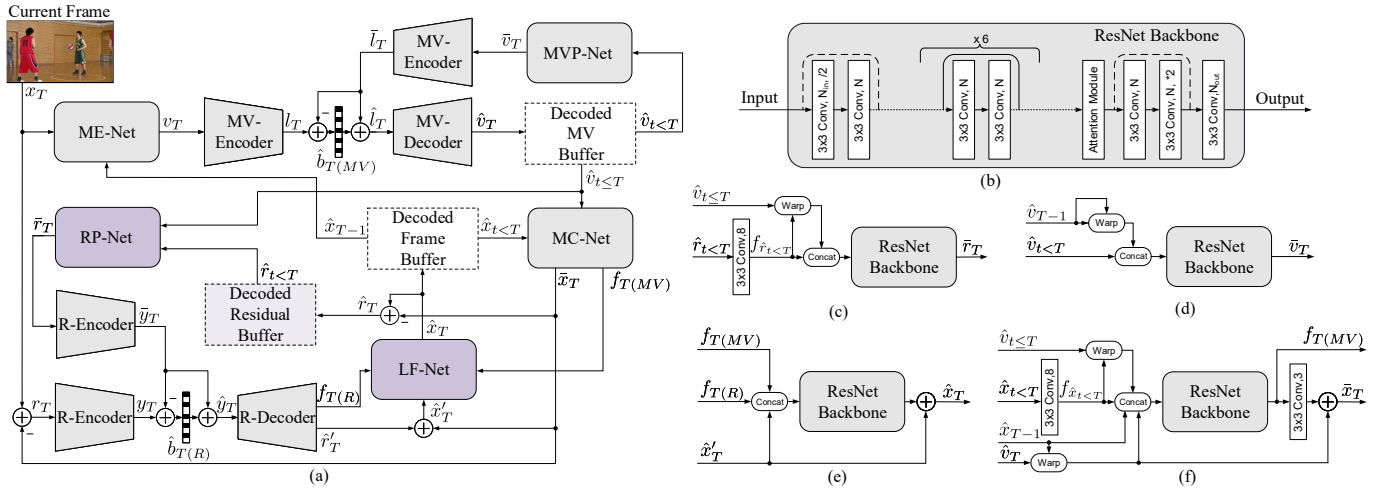 Current Frame
x_T
ME-Net
v_T
MV-
Encoder
l_T
−
b̂_{T(MV)}
l̂_T
MV-
Decoder
v̂_T
Decoded
MV
Buffer
v̂_{t<T}
MVP-Net
v̄_T
MV-
Encoder
l̄_T
v̂_{t≤T}
RP-Net
r̄_T
x̂_{T−1}
Decoded
Frame
Buffer
x̂_{t<T}
MC-Net
x̄_T
f_{T(MV)}
r̂_{t<T}
Decoded
Residual
Buffer
r̂_T
−
x̂_T
R-Encoder
ȳ_T
LF-Net
r_T
−
R-Encoder
y_T
−
b̂_{T(R)}
ŷ_T
R-Decoder
f_{T(R)}
r̂′_T
x̂′_T
(a)
ResNet Backbone
x 6
Input
3x3 Conv, N_in, /2
3x3 Conv, N
3x3 Conv, N
3x3 Conv, N
Attention Module
3x3 Conv, N
3x3 Conv, N, *2
3x3 Conv, N_out
Output
(b)
v̂_{t≤T}
Warp
r̂_{t<T}
3x3 Conv,8
f_{r̂_{t<T}}
Concat
ResNet
Backbone
r̄_T
(c)
v̂_{T−1}
Warp
v̂_{t<T}
Concat
ResNet
Backbone
v̄_T
(d)
f_{T(MV)}
f_{T(R)}
Concat
ResNet
Backbone
x̂_T
x̂′_T
(e)
v̂_{t≤T}
Warp
x̂_{t<T}
3x3 Conv,8
f_{x̂_{t<T}}
Concat
ResNet
Backbone
f_{T(MV)}
3x3 Conv,3
x̄_T
x̂_{T−1}
v̂_T
Warp
(f)